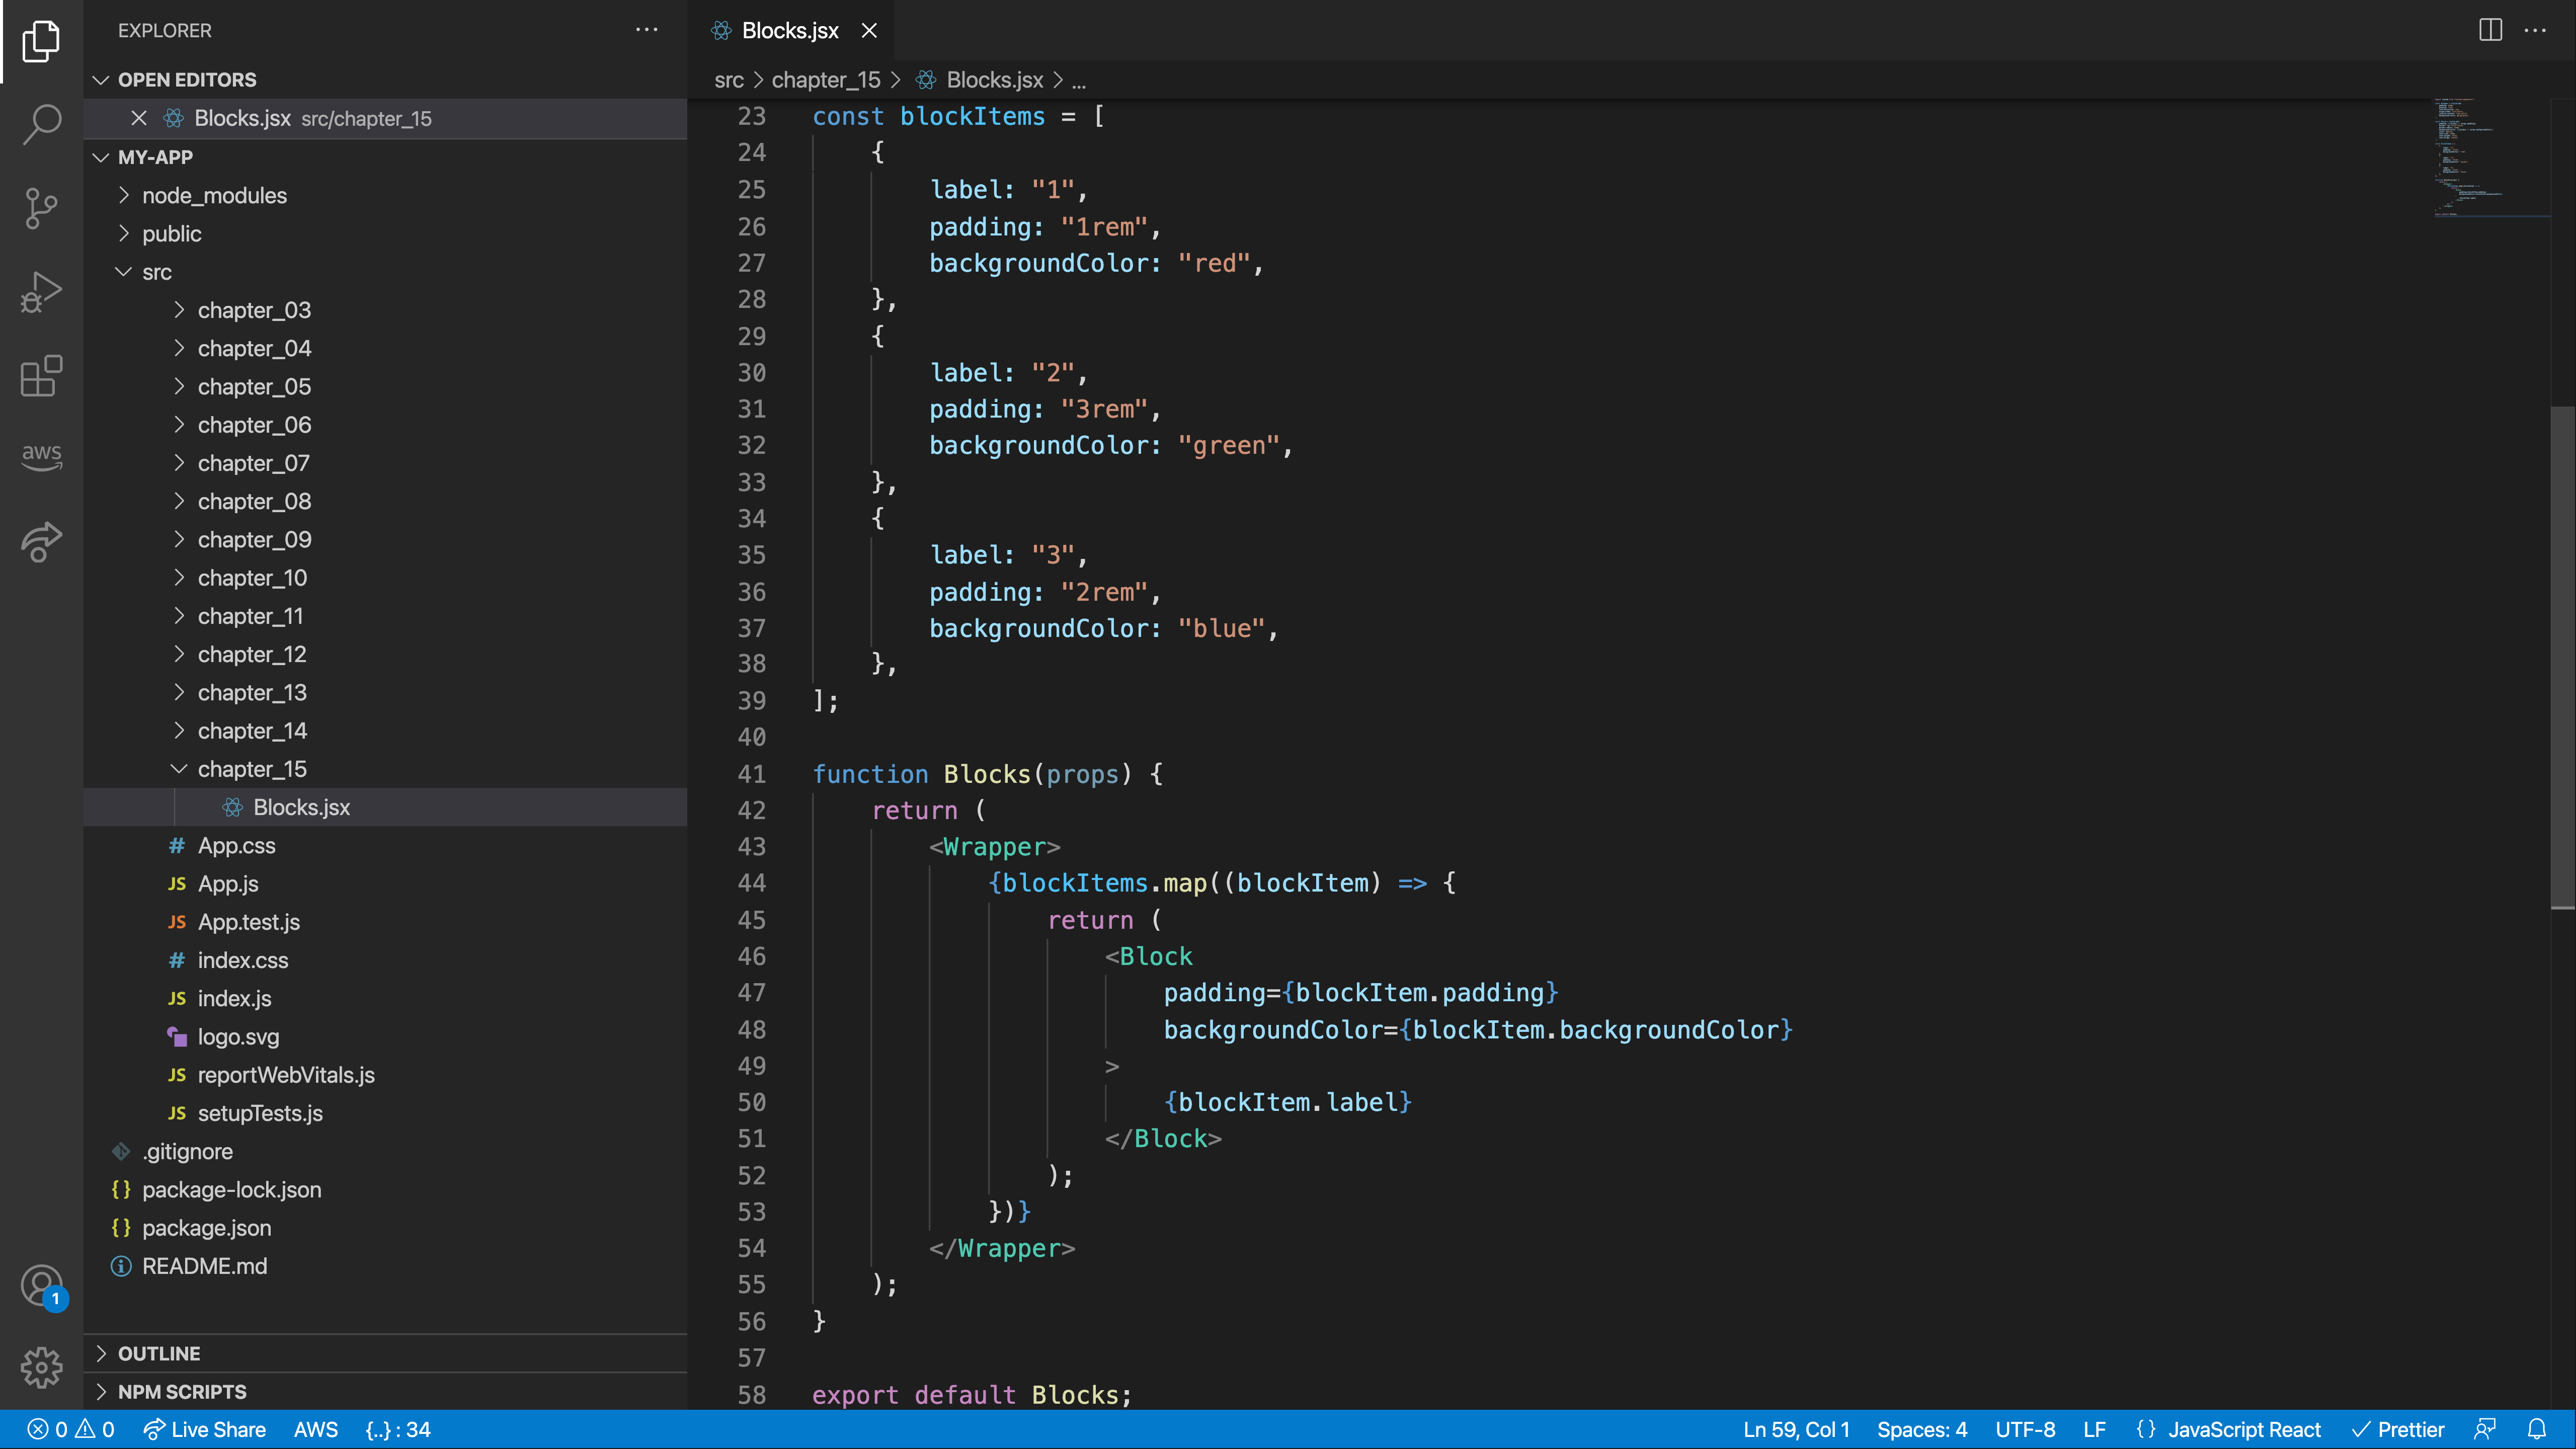 EXPLORER
OPEN EDITORS
Blocks.jsx src/chapter_15
MY-APP
node_modules
public
src
chapter_03
chapter_04
chapter_05
chapter_06
chapter_07
chapter_08
chapter_09
chapter_10
chapter_11
chapter_12
chapter_13
chapter_14
chapter_15
Blocks.jsx
# App.css
JS App.js
JS App.test.js
# index.css
JS index.js
logo.svg
JS reportWebVitals.js
JS setupTests.js
.gitignore
{} package-lock.json
{} package.json
README.md
OUTLINE
NPM SCRIPTS
aws
1
Blocks.jsx
src > chapter_15 > Blocks.jsx > ...
23 const blockItems = [
24     {
25         label: "1",
26         padding: "1rem",
27         backgroundColor: "red",
28     },
29     {
30         label: "2",
31         padding: "3rem",
32         backgroundColor: "green",
33     },
34     {
35         label: "3",
36         padding: "2rem",
37         backgroundColor: "blue",
38     },
39 ];
40
41 function Blocks(props) {
42     return (
43         <Wrapper>
44             {blockItems.map((blockItem) => {
45                 return (
46                     <Block
47                         padding={blockItem.padding}
48                         backgroundColor={blockItem.backgroundColor}
49                     >
50                         {blockItem.label}
51                     </Block>
52                 );
53             })}
54         </Wrapper>
55     );
56 }
57
58 export default Blocks;
0 0 Live Share AWS {..} : 34 Ln 59, Col 1 Spaces: 4 UTF-8 LF {} JavaScript React Prettier